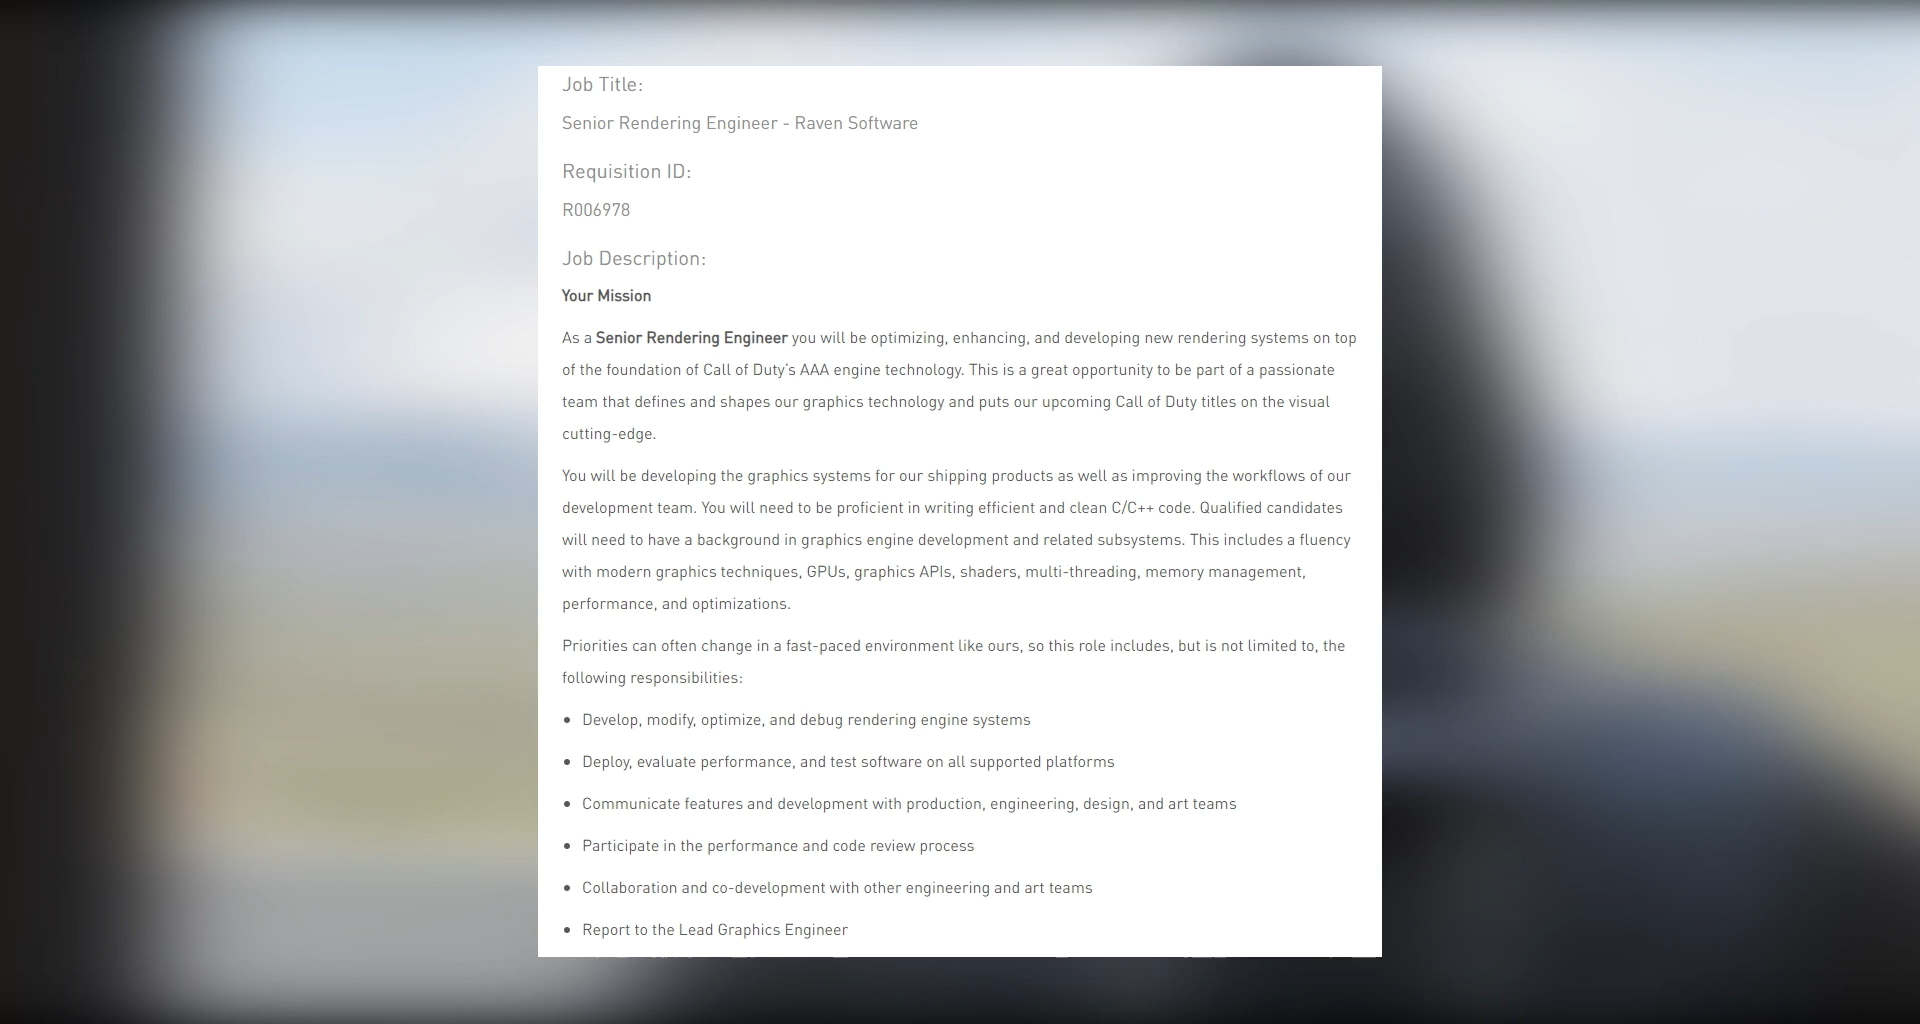 Job Title:
Senior Rendering Engineer - Raven Software
Requisition ID:
R006978
Job Description:
Your Mission
As a Senior Rendering Engineer you will be optimizing, enhancing, and developing new rendering systems on top
of the foundation of Call of Duty’s AAA engine technology. This is a great opportunity to be part of a passionate
team that defines and shapes our graphics technology and puts our upcoming Call of Duty titles on the visual
cutting-edge.
You will be developing the graphics systems for our shipping products as well as improving the workflows of our
development team. You will need to be proficient in writing efficient and clean C/C++ code. Qualified candidates
will need to have a background in graphics engine development and related subsystems. This includes a fluency
with modern graphics techniques, GPUs, graphics APIs, shaders, multi-threading, memory management,
performance, and optimizations.
Priorities can often change in a fast-paced environment like ours, so this role includes, but is not limited to, the
following responsibilities:
• Develop, modify, optimize, and debug rendering engine systems
• Deploy, evaluate performance, and test software on all supported platforms
• Communicate features and development with production, engineering, design, and art teams
• Participate in the performance and code review process
• Collaboration and co-development with other engineering and art teams
• Report to the Lead Graphics Engineer